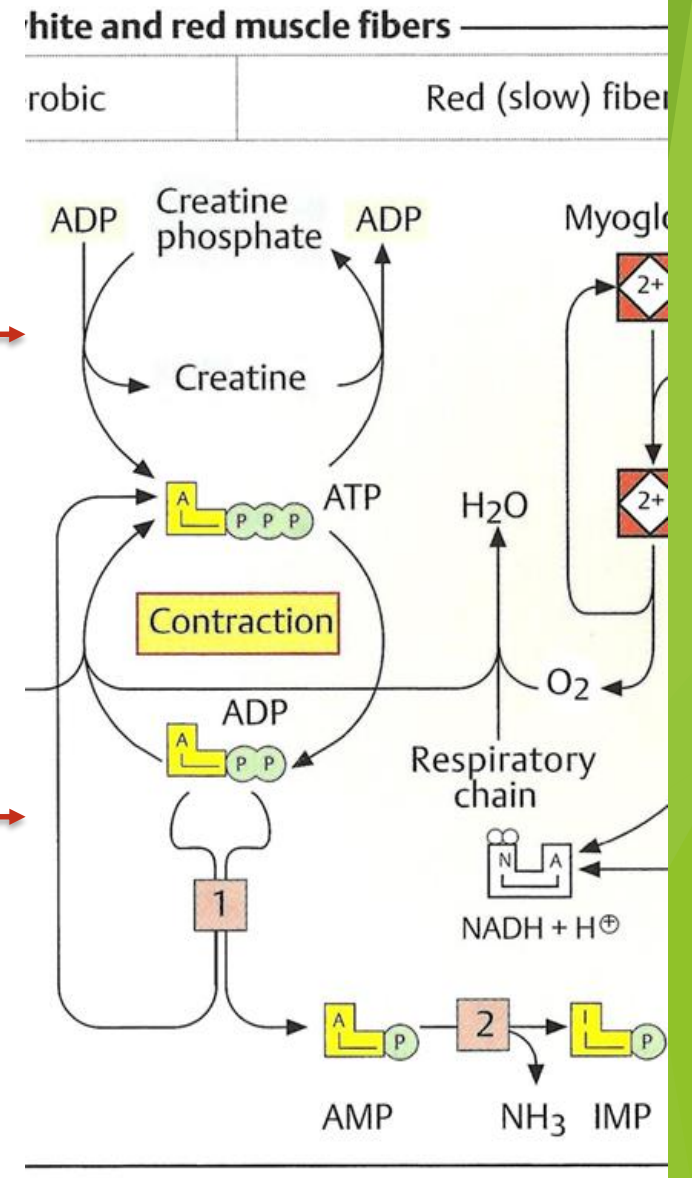 hite and red muscle fibers
robic
Red (slow) fiber
Creatine
phosphate
ADP
ADP
Myoglo
2+
Creatine
ATP
A
P P P
H2O
2+
Contraction
O2
ADP
A
P P
Respiratory
chain
N A
1
NADH + H⊕
A
P
2
I
P
AMP
NH3
IMP